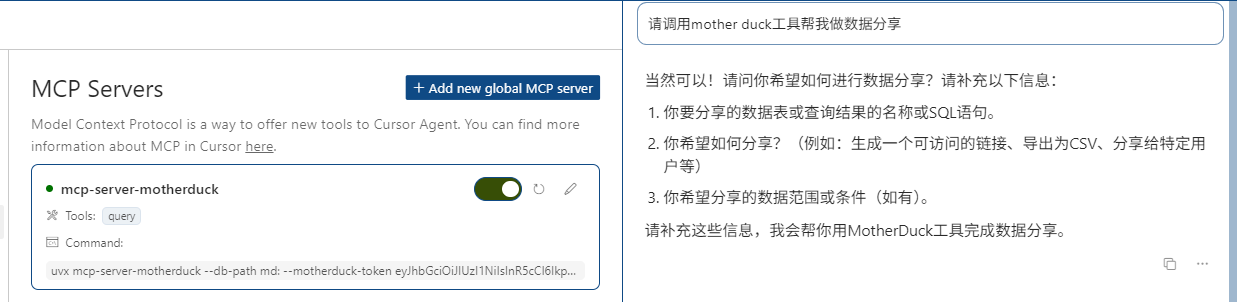 MCP Servers
+ Add new global MCP server
Model Context Protocol is a way to offer new tools to Cursor Agent. You can find more
information about MCP in Cursor here.
mcp-server-motherduck
Tools: query
Command:
uvx mcp-server-motherduck --db-path md: --motherduck-token eyJhbGciOiJIUzI1NiIsInR5cCI6Ikp...
请调用mother duck工具帮我做数据分享
当然可以！请问你希望如何进行数据分享？请补充以下信息：
1. 你要分享的数据表或查询结果的名称或SQL语句。
2. 你希望如何分享？（例如：生成一个可访问的链接、导出为CSV、分享给特定用
户等）
3. 你希望分享的数据范围或条件（如有）。
请补充这些信息，我会帮你用MotherDuck工具完成数据分享。